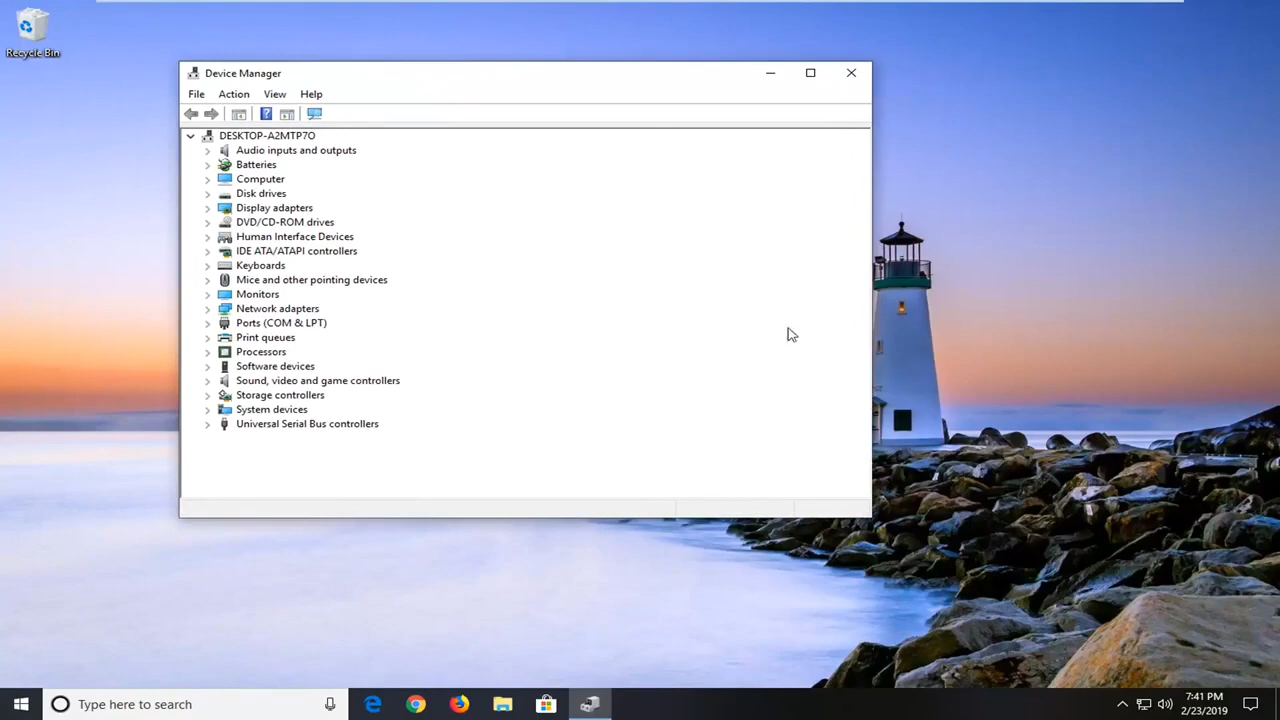 Recycle Bin
Device Manager
File Action View Help
DESKTOP-A2MTP7O
Audio inputs and outputs
Batteries
Computer
Disk drives
Display adapters
DVD/CD-ROM drives
Human Interface Devices
IDE ATA/ATAPI controllers
Keyboards
Mice and other pointing devices
Monitors
Network adapters
Ports (COM & LPT)
Print queues
Processors
Software devices
Sound, video and game controllers
Storage controllers
System devices
Universal Serial Bus controllers
Type here to search
7:41 PM
2/23/2019